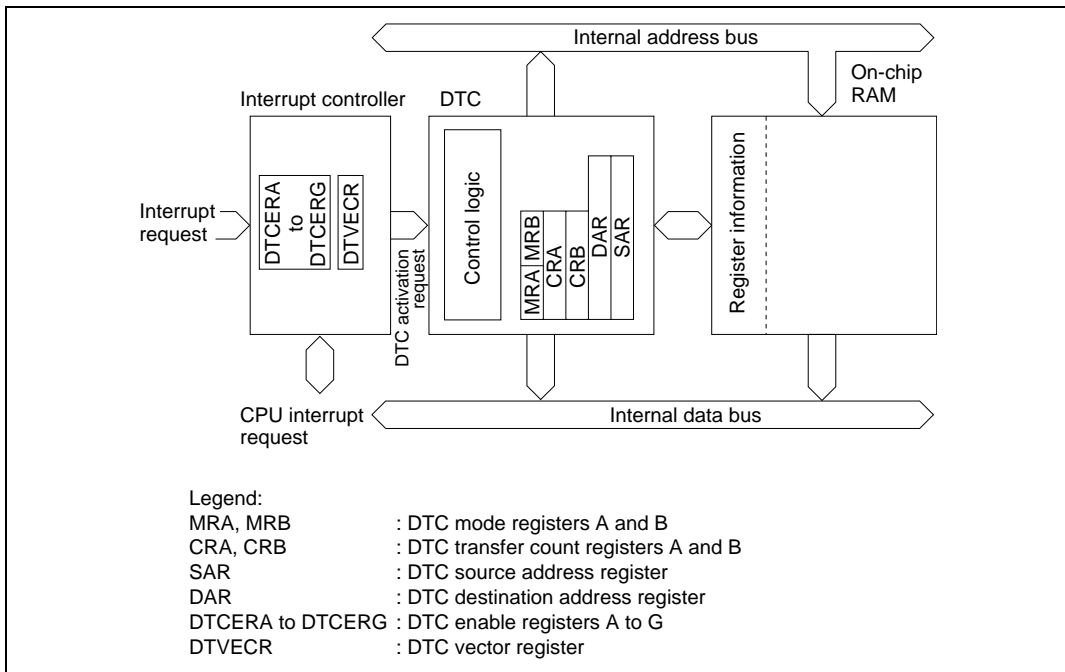 Internal address bus
On-chip
RAM
Interrupt controller
DTC
Interrupt
request
DTCERA
to
DTCERG
DTVECR
DTC activation
request
Control logic
MRA
MRB
CRA
CRB
DAR
SAR
Register information
CPU interrupt
request
Internal data bus
Legend:
MRA, MRB : DTC mode registers A and B
CRA, CRB : DTC transfer count registers A and B
SAR : DTC source address register
DAR : DTC destination address register
DTCERA to DTCERG : DTC enable registers A to G
DTVECR : DTC vector register